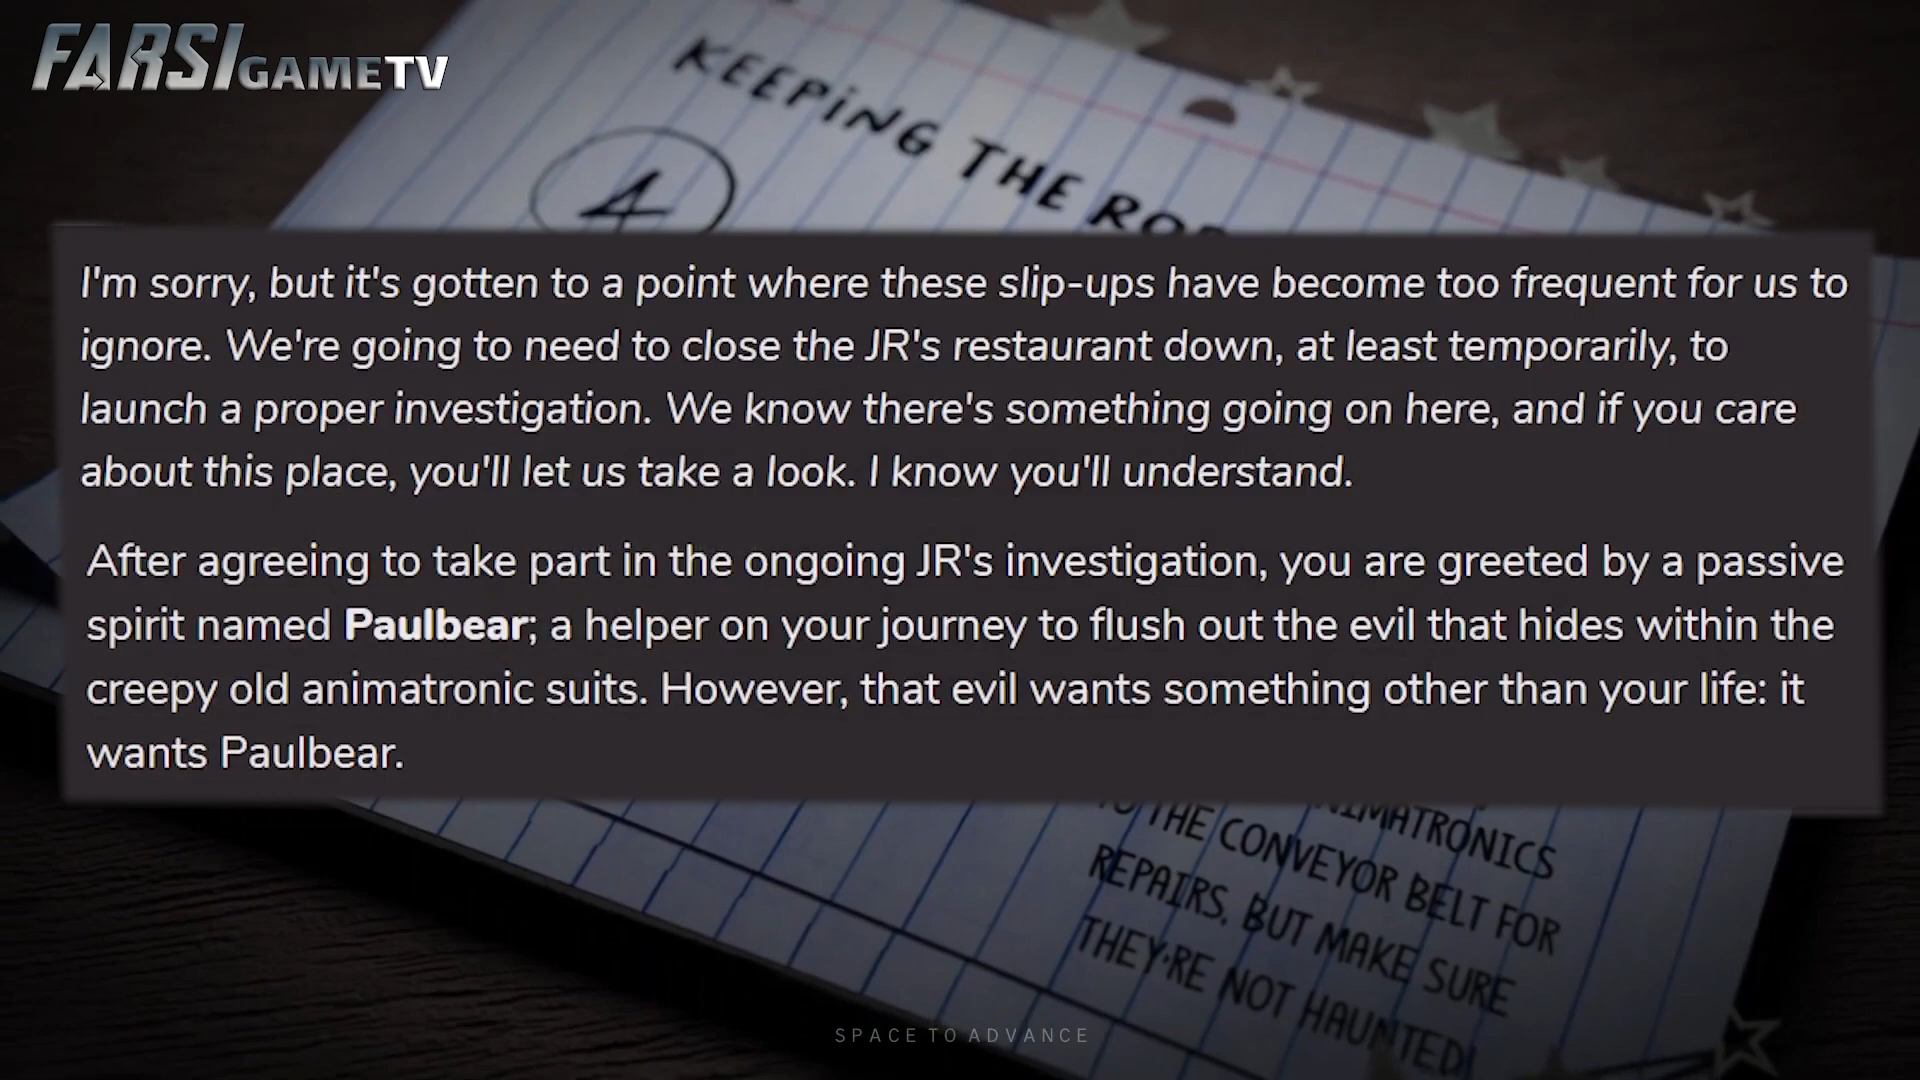 FARSI GAMETV
KEEPING THE
4
I'm sorry, but it's gotten to a point where these slip-ups have become too frequent for us to
ignore. We're going to need to close the JR's restaurant down, at least temporarily, to
launch a proper investigation. We know there's something going on here, and if you care
about this place, you'll let us take a look. I know you'll understand.
After agreeing to take part in the ongoing JR's investigation, you are greeted by a passive
spirit named Paulbear; a helper on your journey to flush out the evil that hides within the
creepy old animatronic suits. However, that evil wants something other than your life: it
wants Paulbear.
TO THE CONVEYOR BELT FOR
REPAIRS, BUT MAKE SURE
THEY'RE NOT HAUNTED!
SPACE TO ADVANCE